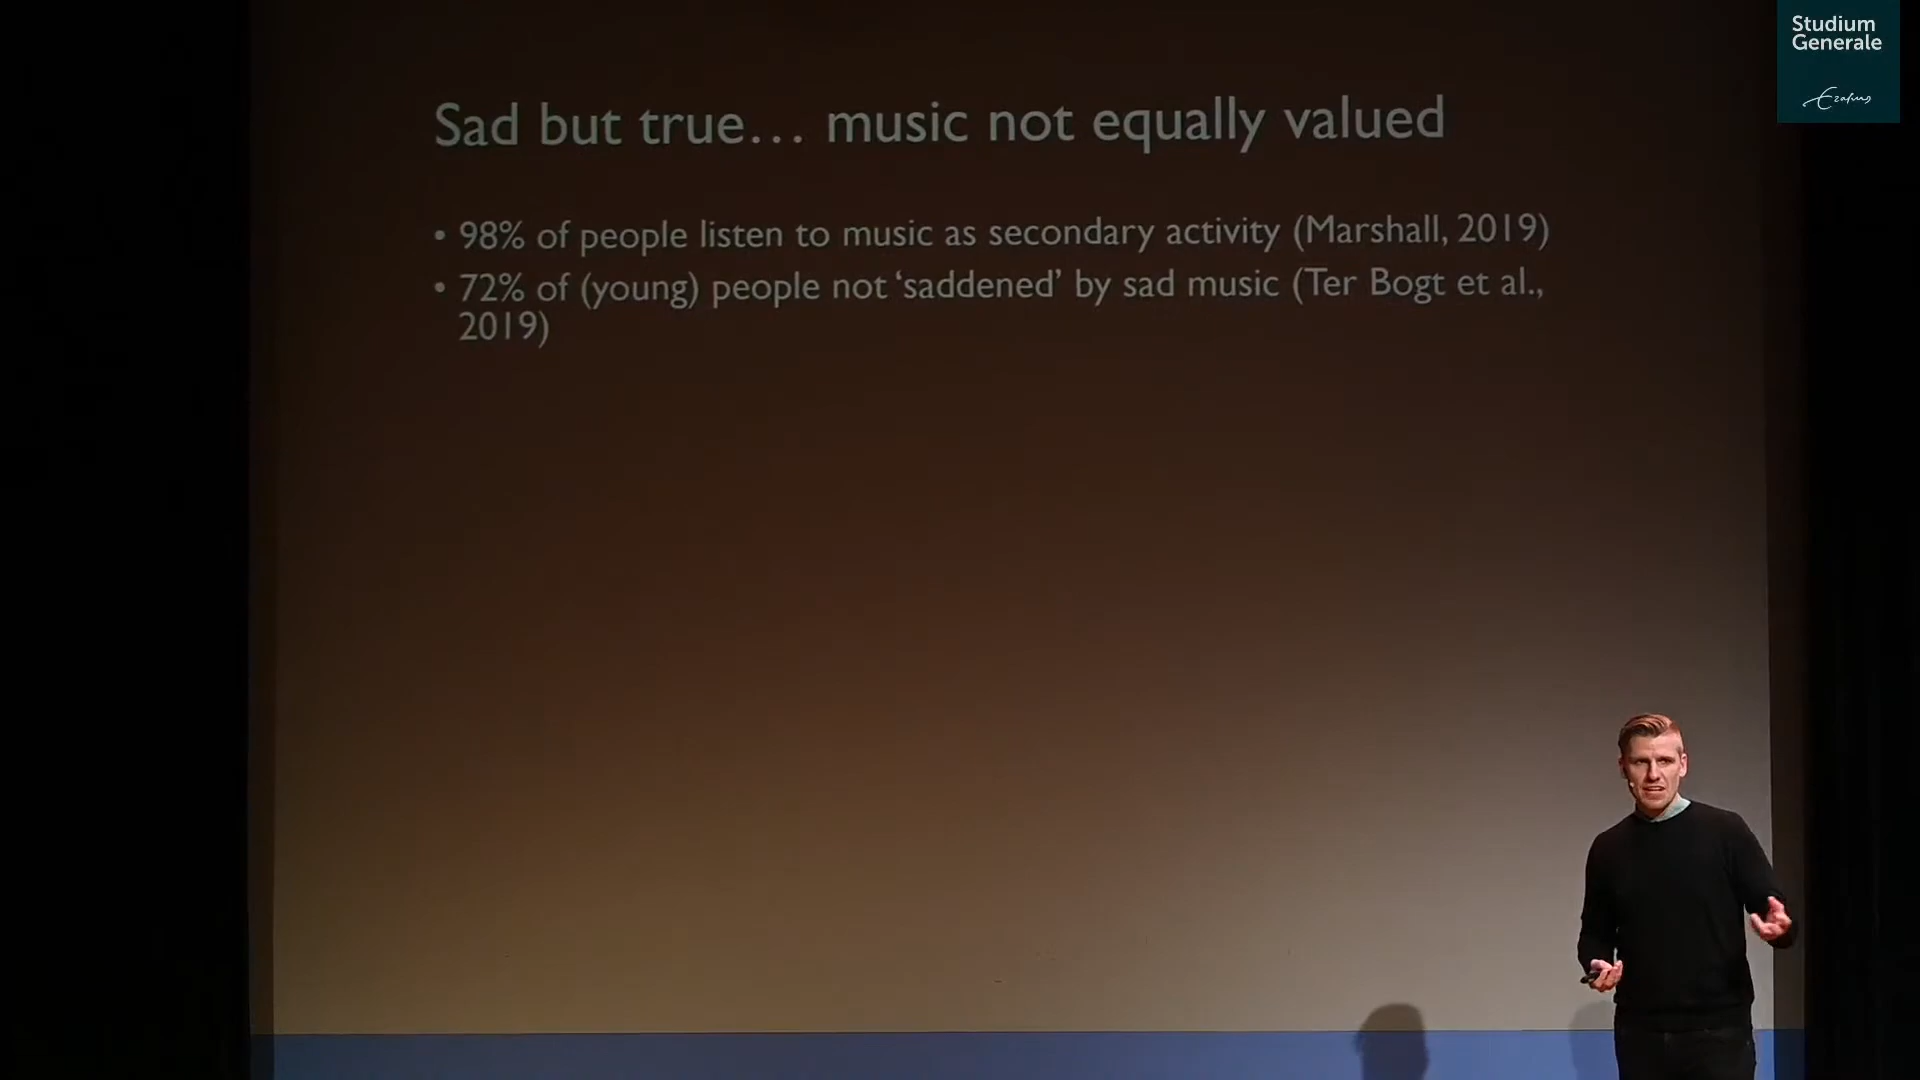 Studium
Generale
Erasmus
Sad but true... music not equally valued
• 98% of people listen to music as secondary activity (Marshall, 2019)
• 72% of (young) people not ‘saddened’ by sad music (Ter Bogt et al.,
2019)